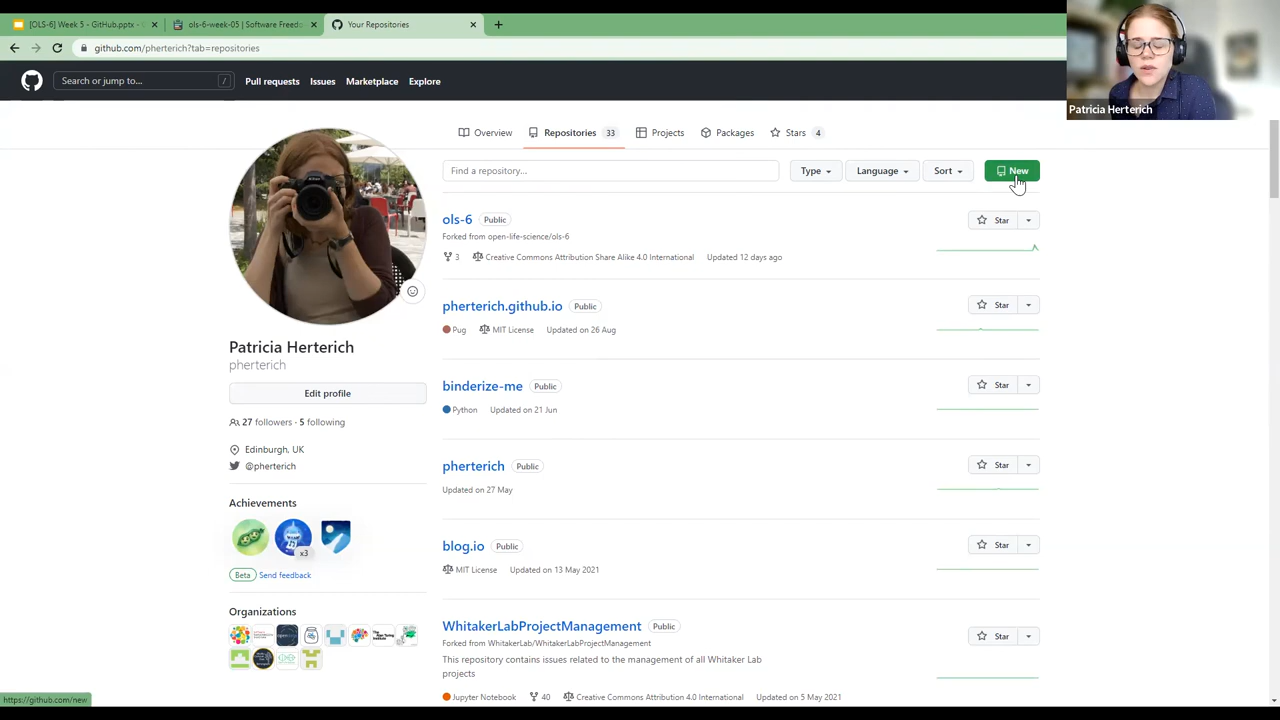 [OLS-6] Week 5 - GitHub.pptx -
ols-6-week-05 | Software Freed
Your Repositories
github.com/pherterich?tab=repositories
Search or jump to...
/
Pull requests
Issues
Marketplace
Explore
Patricia Herterich
Overview
Repositories 33
Projects
Packages
Stars 4
Find a repository...
Type
Language
Sort
New
ols-6 Public
Star
Forked from open-life-science/ols-6
3 Creative Commons Attribution Share Alike 4.0 International Updated 12 days ago
pherterich.github.io Public
Star
Pug MIT License Updated on 26 Aug
Patricia Herterich
pherterich
Edit profile
27 followers · 5 following
Edinburgh, UK
@pherterich
Achievements
x3
Beta Send feedback
Organizations
binderize-me Public
Star
Python Updated on 21 Jun
pherterich Public
Star
Updated on 27 May
blog.io Public
Star
MIT License Updated on 13 May 2021
WhitakerLabProjectManagement Public
Star
Forked from WhitakerLab/WhitakerLabProjectManagement
This repository contains issues related to the management of all Whitaker Lab
projects
Jupyter Notebook 40 Creative Commons Attribution 4.0 International Updated on 5 May 2021
https://github.com/new